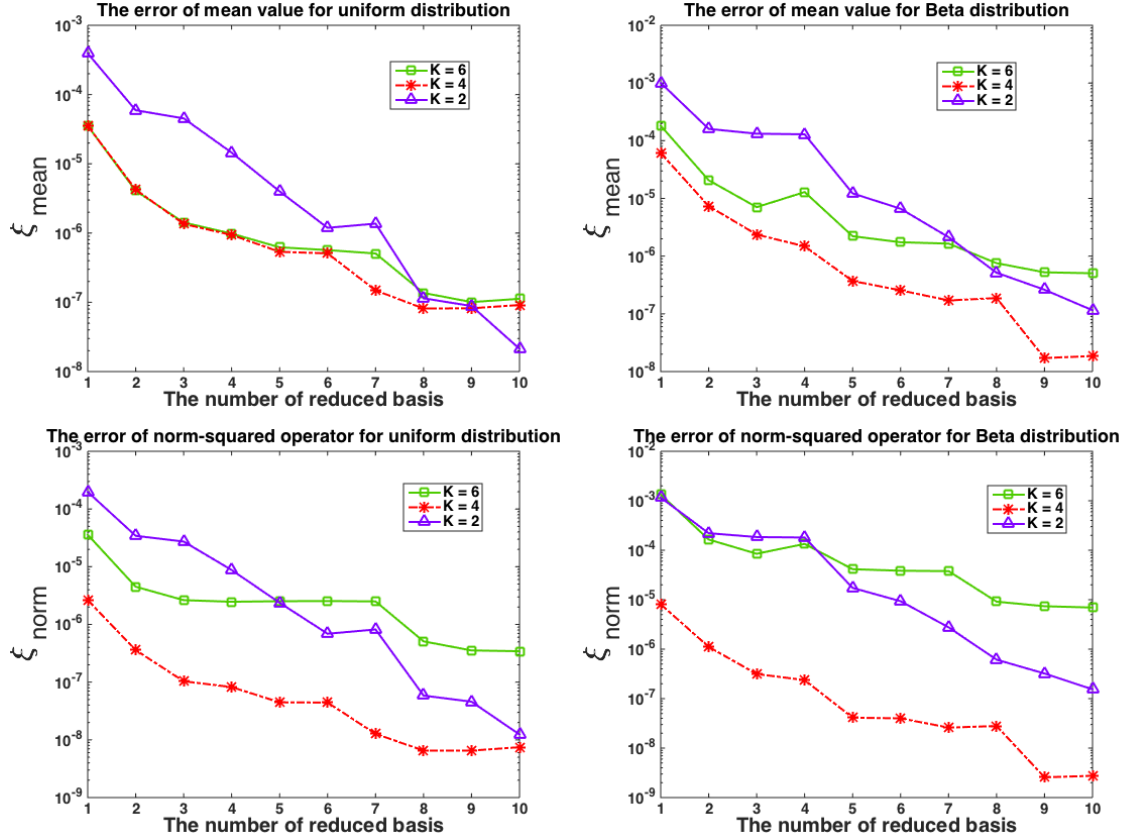 The error of mean value for uniform distribution
10^-3
10^-4
10^-5
10^-6
10^-7
10^-8
ξ mean
K = 6
K = 4
K = 2
1 2 3 4 5 6 7 8 9 10
The number of reduced basis
The error of mean value for Beta distribution
10^-2
10^-3
10^-4
10^-5
10^-6
10^-7
10^-8
ξ mean
K = 6
K = 4
K = 2
1 2 3 4 5 6 7 8 9 10
The number of reduced basis
The error of norm-squared operator for uniform distribution
10^-3
10^-4
10^-5
10^-6
10^-7
10^-8
10^-9
ξ norm
K = 6
K = 4
K = 2
1 2 3 4 5 6 7 8 9 10
The number of reduced basis
The error of norm-squared operator for Beta distribution
10^-2
10^-3
10^-4
10^-5
10^-6
10^-7
10^-8
10^-9
ξ norm
K = 6
K = 4
K = 2
1 2 3 4 5 6 7 8 9 10
The number of reduced basis